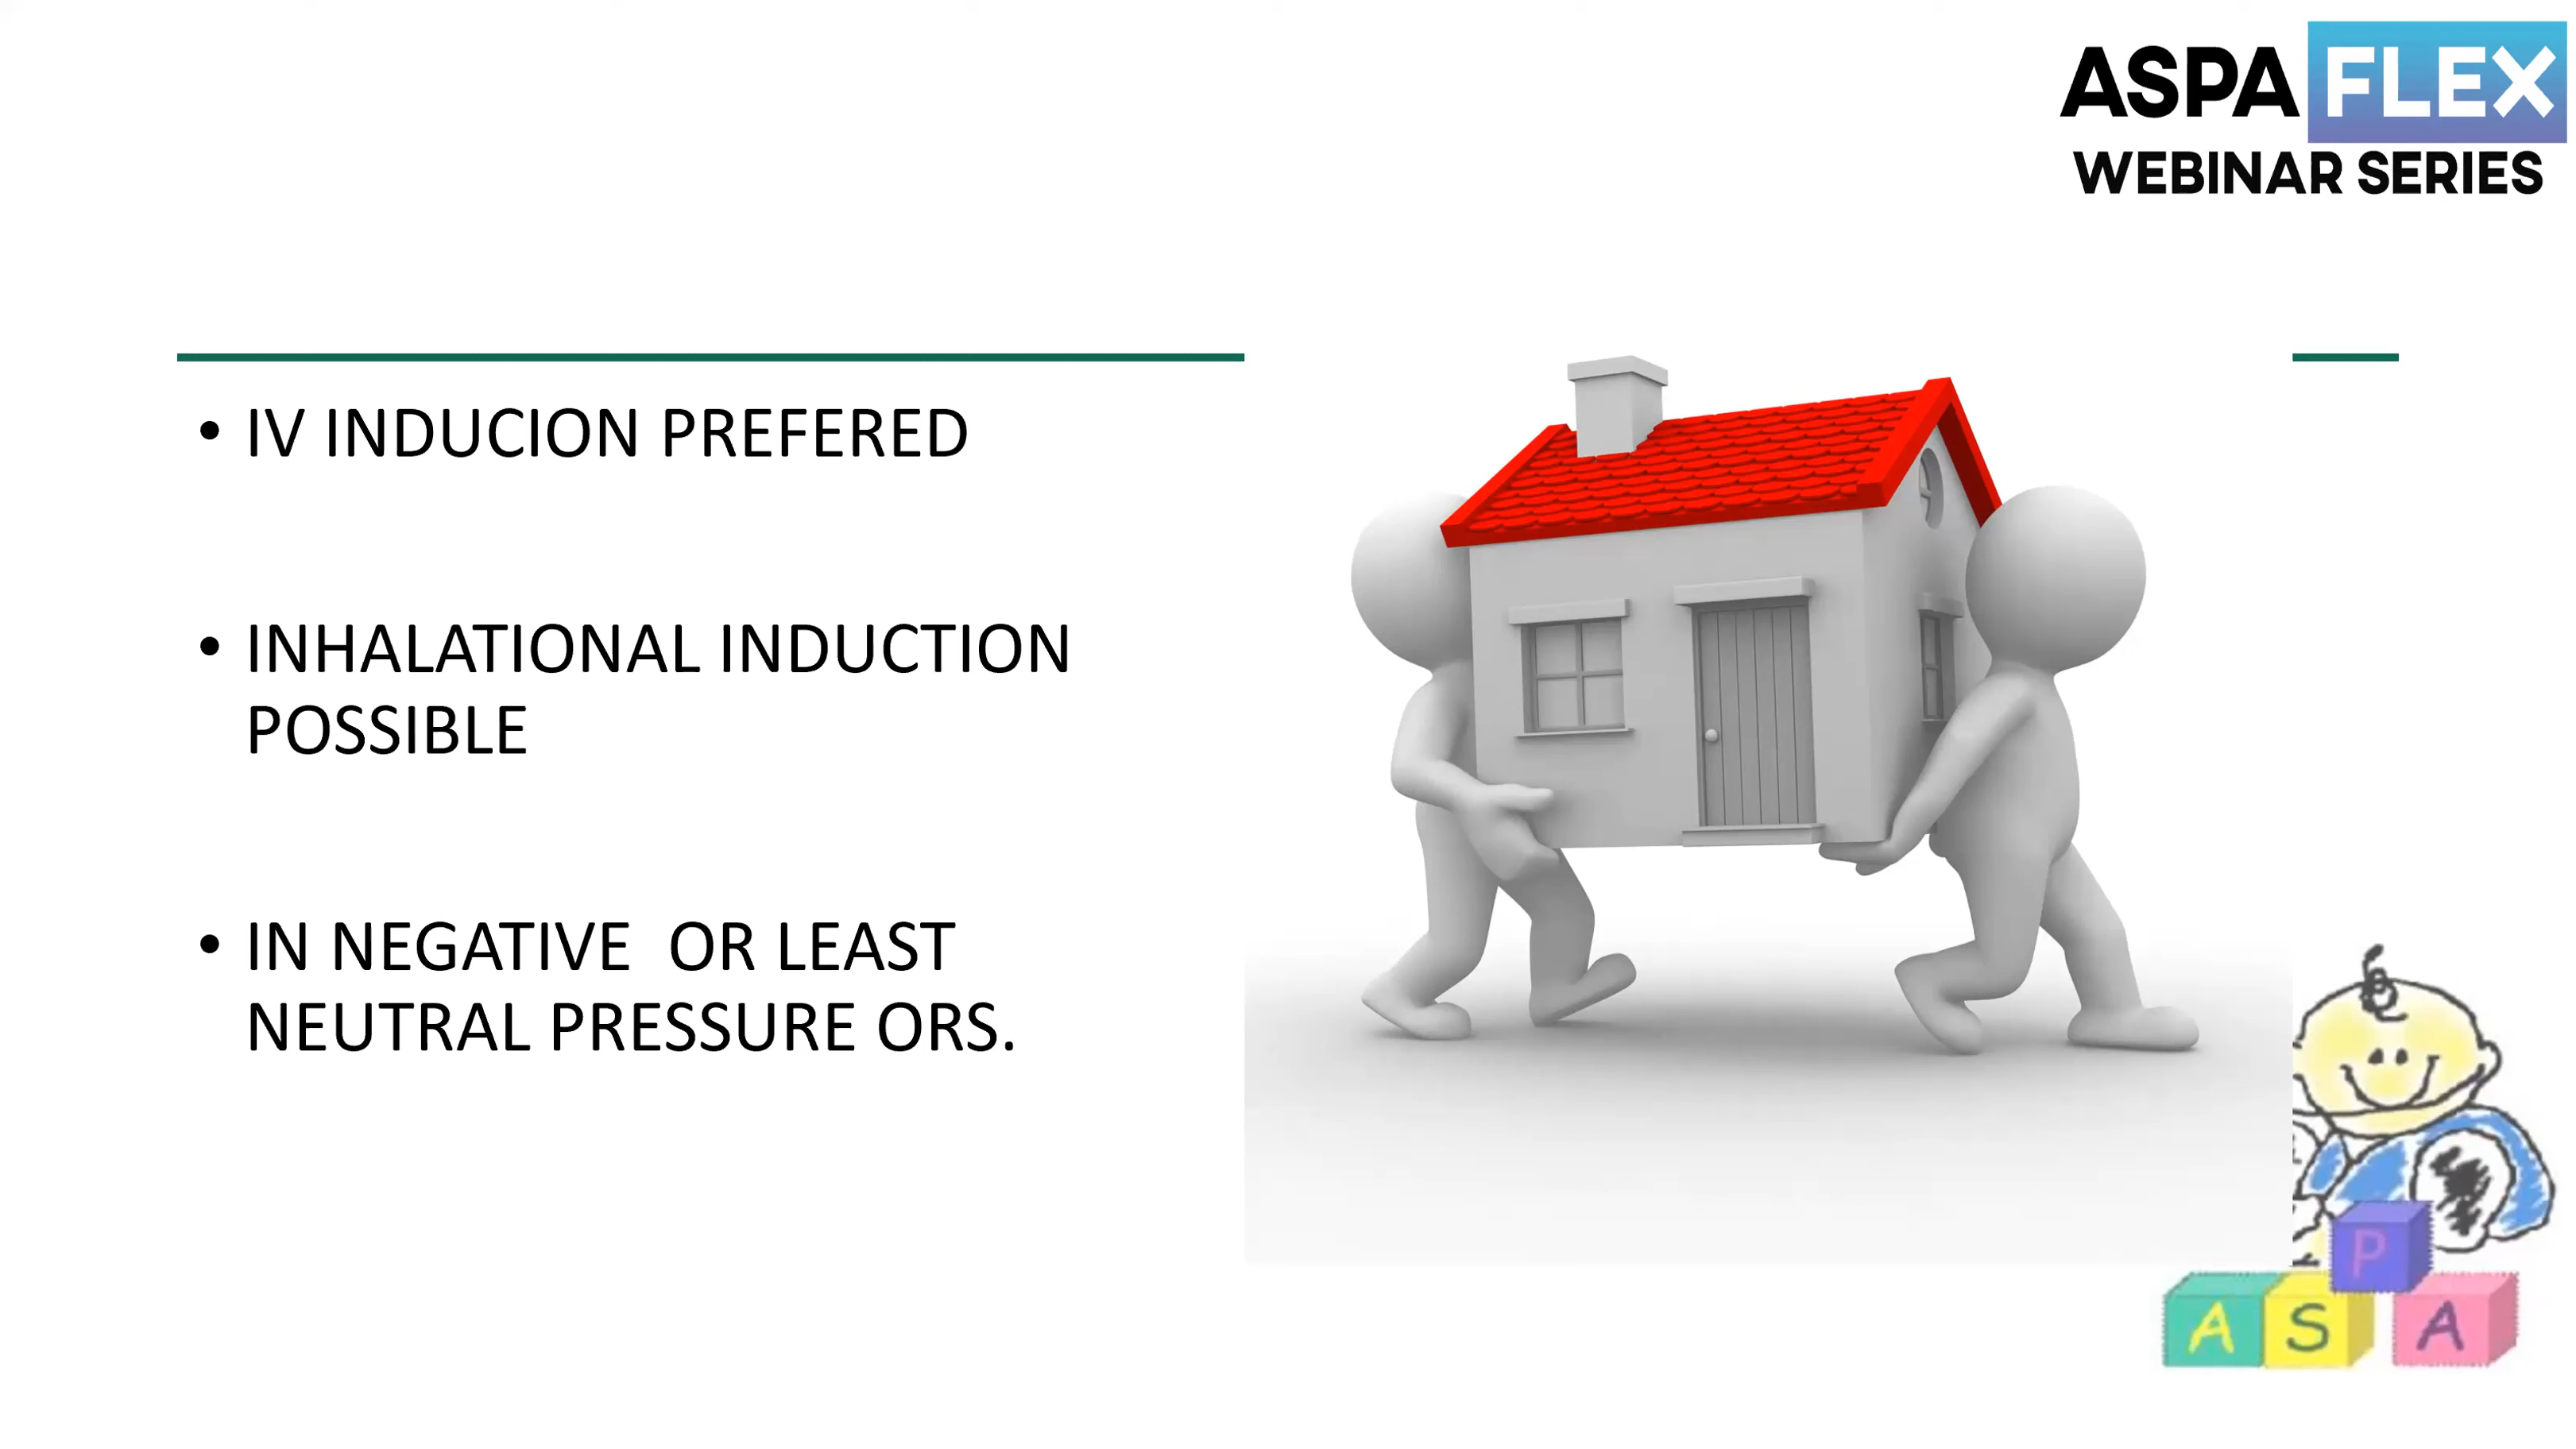 ASPA FLEX
WEBINAR SERIES
• IV INDUCION PREFERED
• INHALATIONAL INDUCTION
POSSIBLE
• IN NEGATIVE  OR LEAST
NEUTRAL PRESSURE ORS.
P
A S A